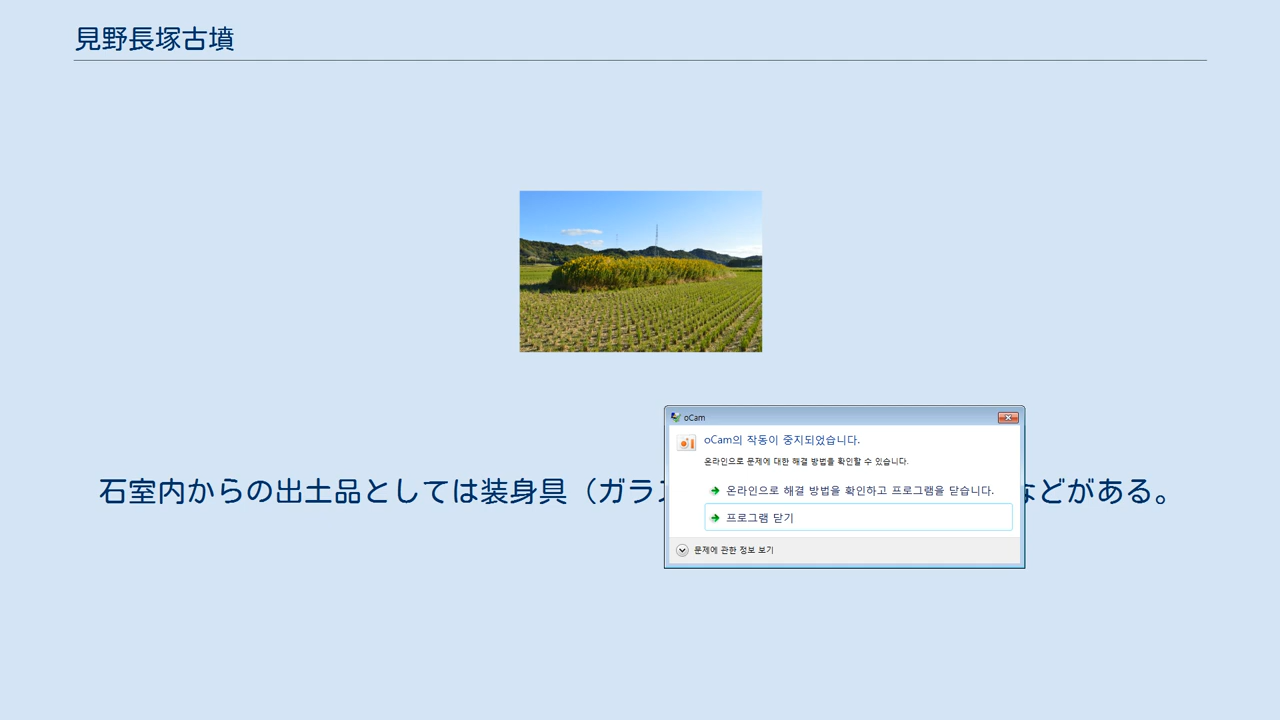 見野長塚古墳
oCam
oCam의 작동이 중지되었습니다.
온라인으로 문제에 대한 해결 방법을 확인할 수 있습니다.
온라인으로 해결 방법을 확인하고 프로그램을 닫습니다.
프로그램 닫기
문제에 관한 정보 보기
石室内からの出土品としては装身具（ガラ などがある。